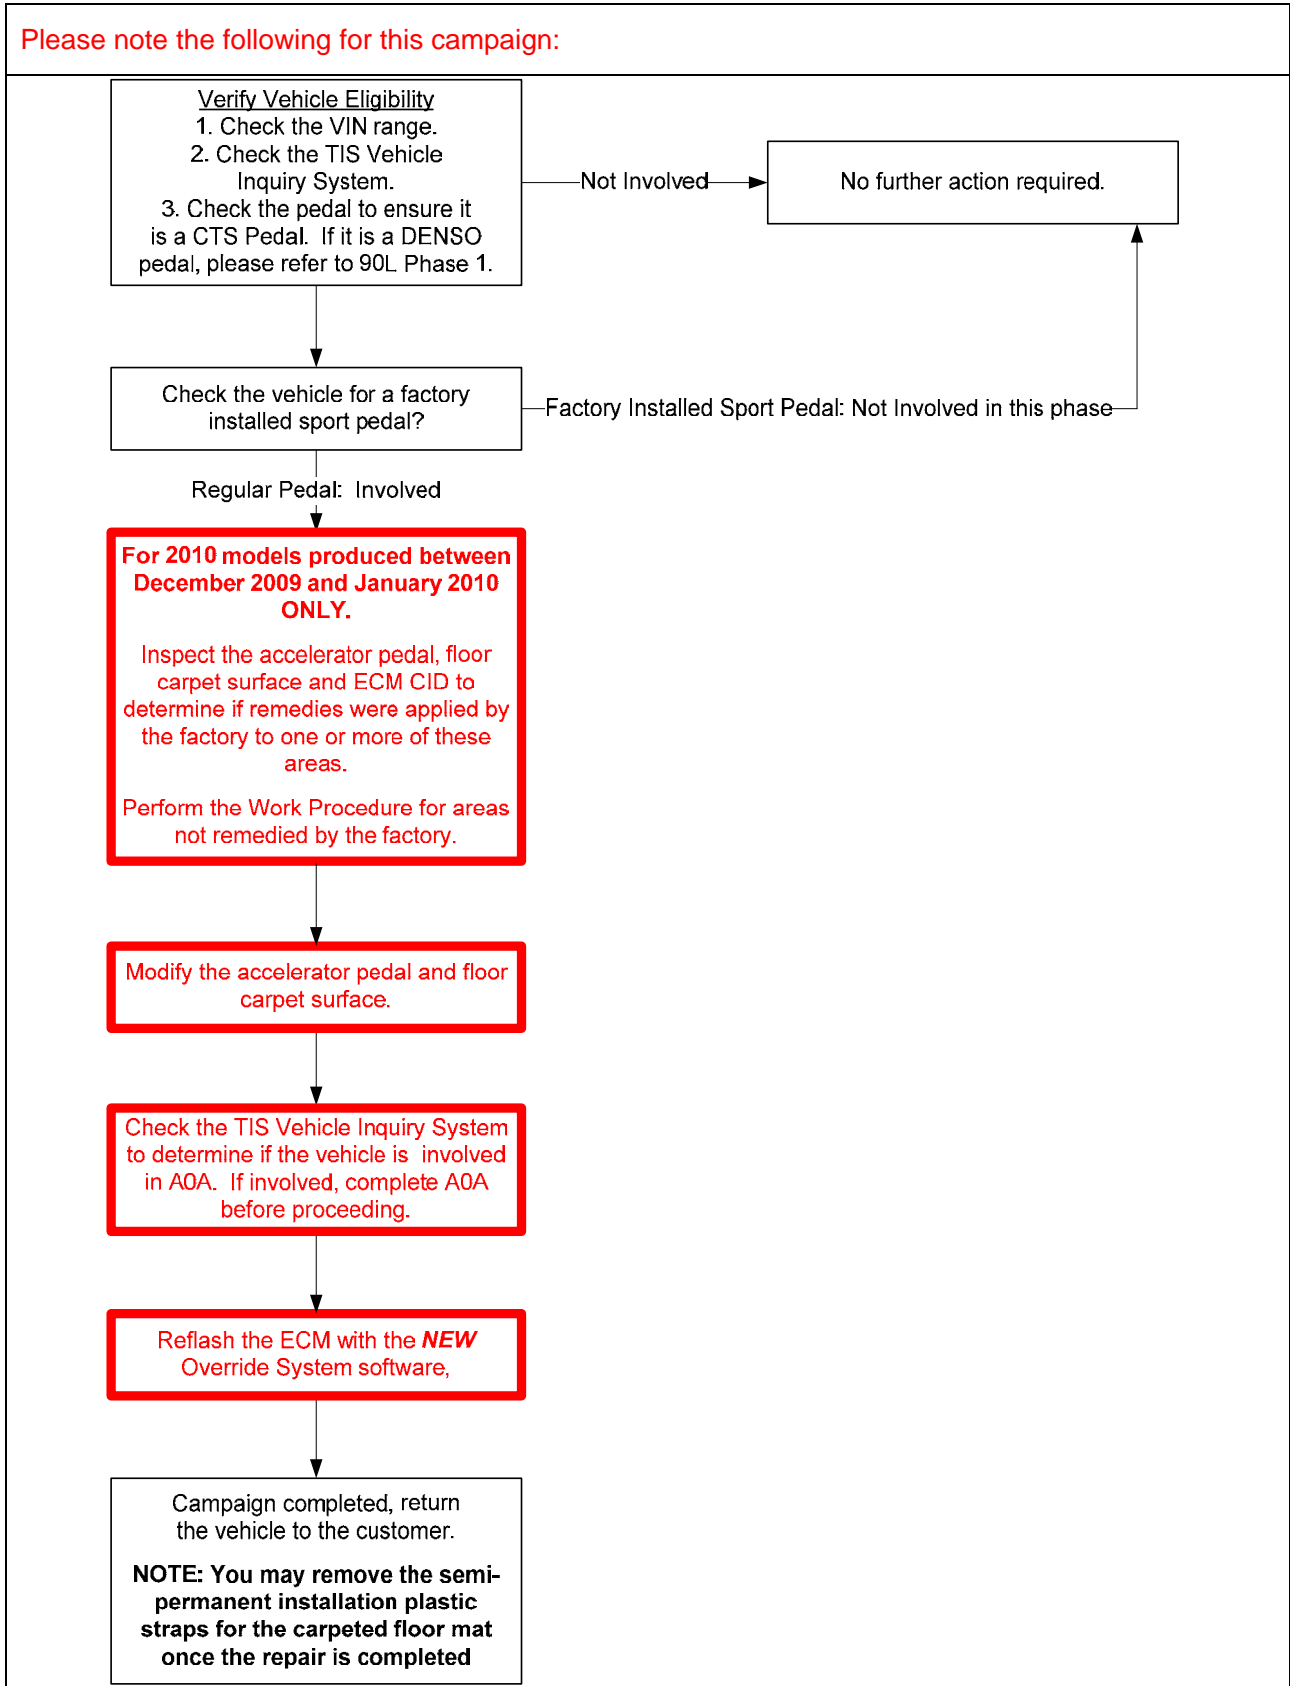 Please note the following for this campaign:
Verify Vehicle Eligibility
1. Check the VIN range.
2. Check the TIS Vehicle
Inquiry System.
3. Check the pedal to ensure it
is a CTS Pedal. If it is a DENSO
pedal, please refer to 90L Phase 1.
Not Involved
No further action required.
Check the vehicle for a factory
installed sport pedal?
Factory Installed Sport Pedal: Not Involved in this phase
Regular Pedal: Involved
For 2010 models produced between
December 2009 and January 2010
ONLY.
Inspect the accelerator pedal, floor
carpet surface and ECM CID to
determine if remedies were applied by
the factory to one or more of these
areas.
Perform the Work Procedure for areas
not remedied by the factory.
Modify the accelerator pedal and floor
carpet surface.
Check the TIS Vehicle Inquiry System
to determine if the vehicle is involved
in A0A. If involved, complete A0A
before proceeding.
Reflash the ECM with the NEW
Override System software,
Campaign completed, return
the vehicle to the customer.
NOTE: You may remove the semi-
permanent installation plastic
straps for the carpeted floor mat
once the repair is completed